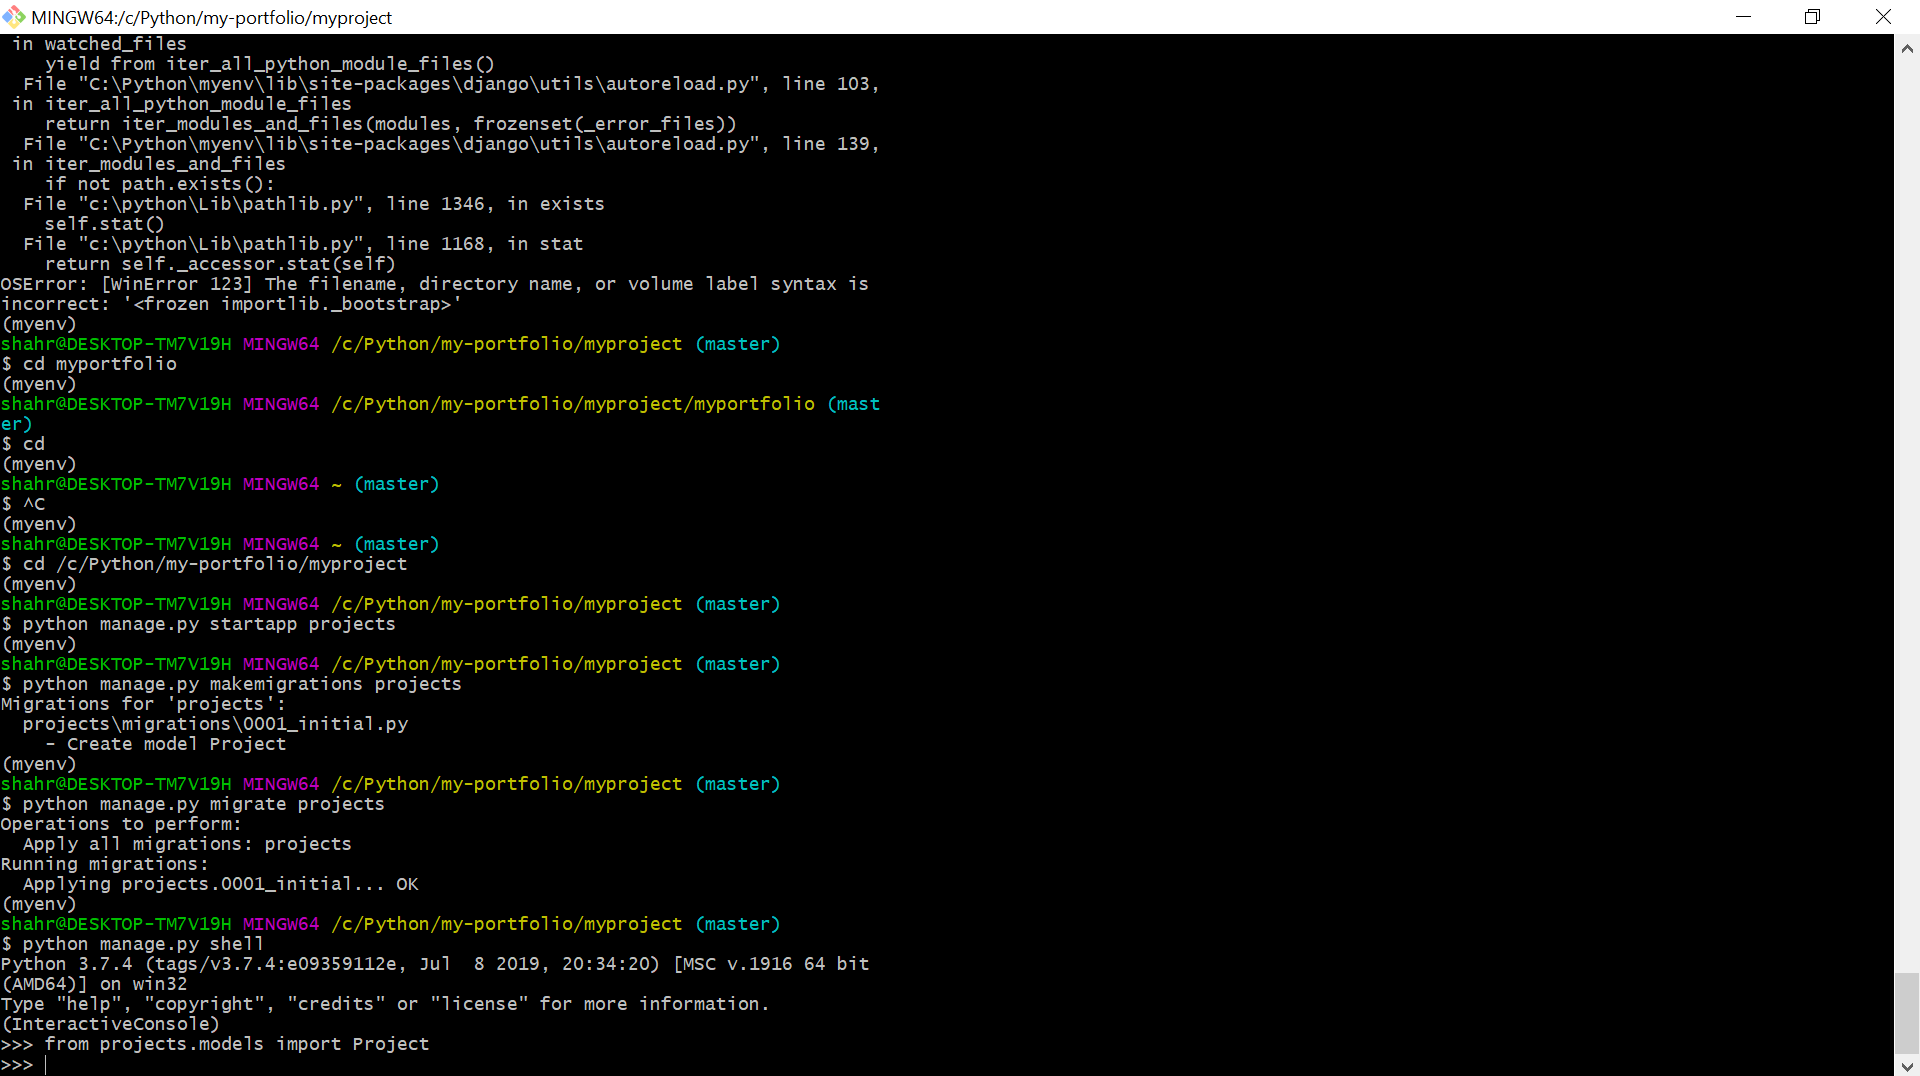 MINGW64:/c/Python/my-portfolio/myproject
in watched_files
yield from iter_all_python_module_files()
File "C:\Python\myenv\lib\site-packages\django\utils\autoreload.py", line 103,
in iter_all_python_module_files
return iter_modules_and_files(modules, frozenset(_error_files))
File "C:\Python\myenv\lib\site-packages\django\utils\autoreload.py", line 139,
in iter_modules_and_files
if not path.exists():
File "c:\python\Lib\pathlib.py", line 1346, in exists
self.stat()
File "c:\python\Lib\pathlib.py", line 1168, in stat
return self._accessor.stat(self)
OSError: [WinError 123] The filename, directory name, or volume label syntax is
incorrect: '<frozen importlib._bootstrap>'
(myenv)
shahr@DESKTOP-TM7V19H MINGW64 /c/Python/my-portfolio/myproject (master)
$ cd myportfolio
(myenv)
shahr@DESKTOP-TM7V19H MINGW64 /c/Python/my-portfolio/myproject/myportfolio (mast
er)
$ cd
(myenv)
shahr@DESKTOP-TM7V19H MINGW64 ~ (master)
$ ^C
(myenv)
shahr@DESKTOP-TM7V19H MINGW64 ~ (master)
$ cd /c/Python/my-portfolio/myproject
(myenv)
shahr@DESKTOP-TM7V19H MINGW64 /c/Python/my-portfolio/myproject (master)
$ python manage.py startapp projects
(myenv)
shahr@DESKTOP-TM7V19H MINGW64 /c/Python/my-portfolio/myproject (master)
$ python manage.py makemigrations projects
Migrations for 'projects':
projects\migrations\0001_initial.py
- Create model Project
(myenv)
shahr@DESKTOP-TM7V19H MINGW64 /c/Python/my-portfolio/myproject (master)
$ python manage.py migrate projects
Operations to perform:
Apply all migrations: projects
Running migrations:
Applying projects.0001_initial... OK
(myenv)
shahr@DESKTOP-TM7V19H MINGW64 /c/Python/my-portfolio/myproject (master)
$ python manage.py shell
Python 3.7.4 (tags/v3.7.4:e09359112e, Jul  8 2019, 20:34:20) [MSC v.1916 64 bit
(AMD64)] on win32
Type "help", "copyright", "credits" or "license" for more information.
(InteractiveConsole)
>>> from projects.models import Project
>>>